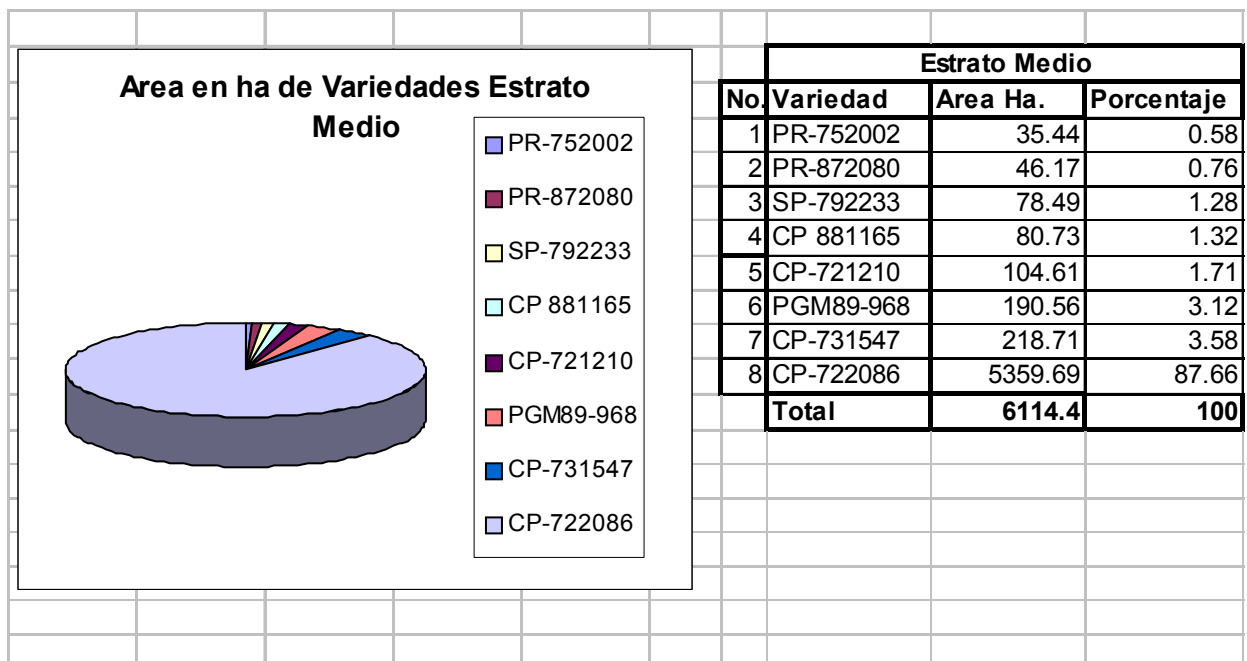 Area en ha de Variedades Estrato
Medio
PR-752002
PR-872080
SP-792233
CP 881165
CP-721210
PGM89-968
CP-731547
CP-722086
Estrato Medio
No. Variedad Area Ha. Porcentaje
1 PR-752002 35.44 0.58
2 PR-872080 46.17 0.76
3 SP-792233 78.49 1.28
4 CP 881165 80.73 1.32
5 CP-721210 104.61 1.71
6 PGM89-968 190.56 3.12
7 CP-731547 218.71 3.58
8 CP-722086 5359.69 87.66
Total 6114.4 100